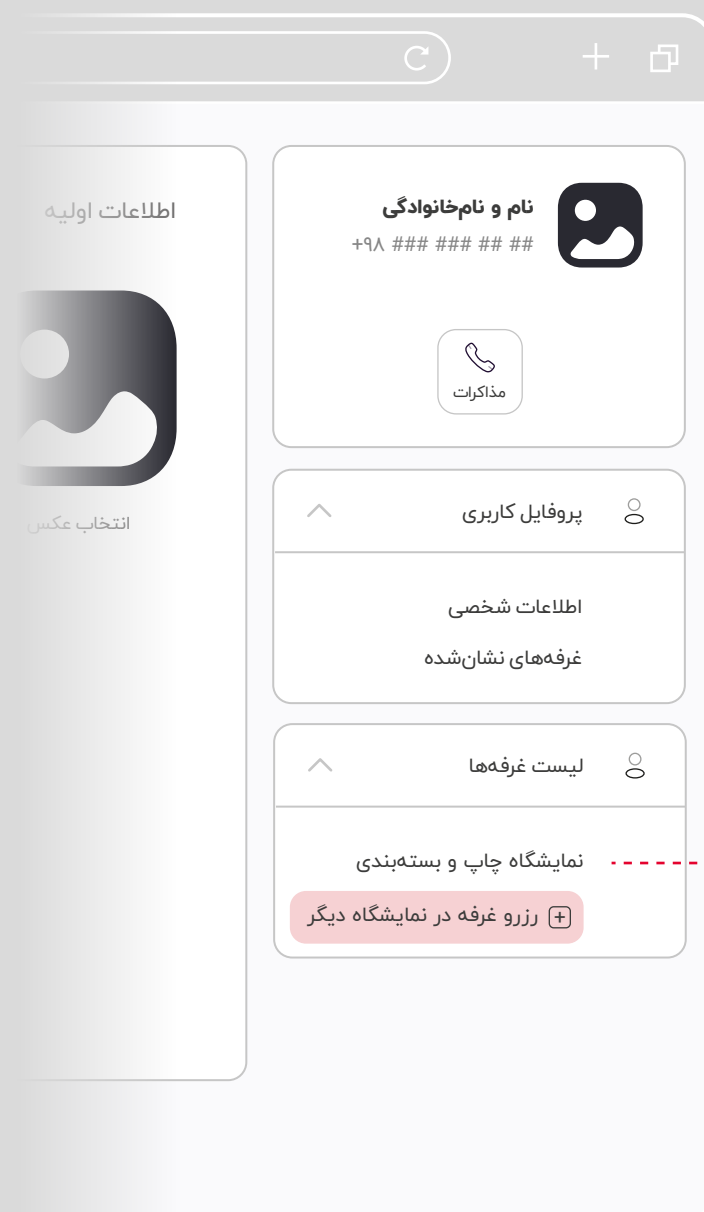 نام و نام‌خانوادگی
+۹۸ ### ### ## ##
مذاکرات
پروفایل کاربری
اطلاعات شخصی
غرفه‌های نشان‌شده
لیست غرفه‌ها
نمایشگاه چاپ و بسته‌بندی
رزرو غرفه در نمایشگاه دیگر
اطلاعات اولیه
انتخاب عکس